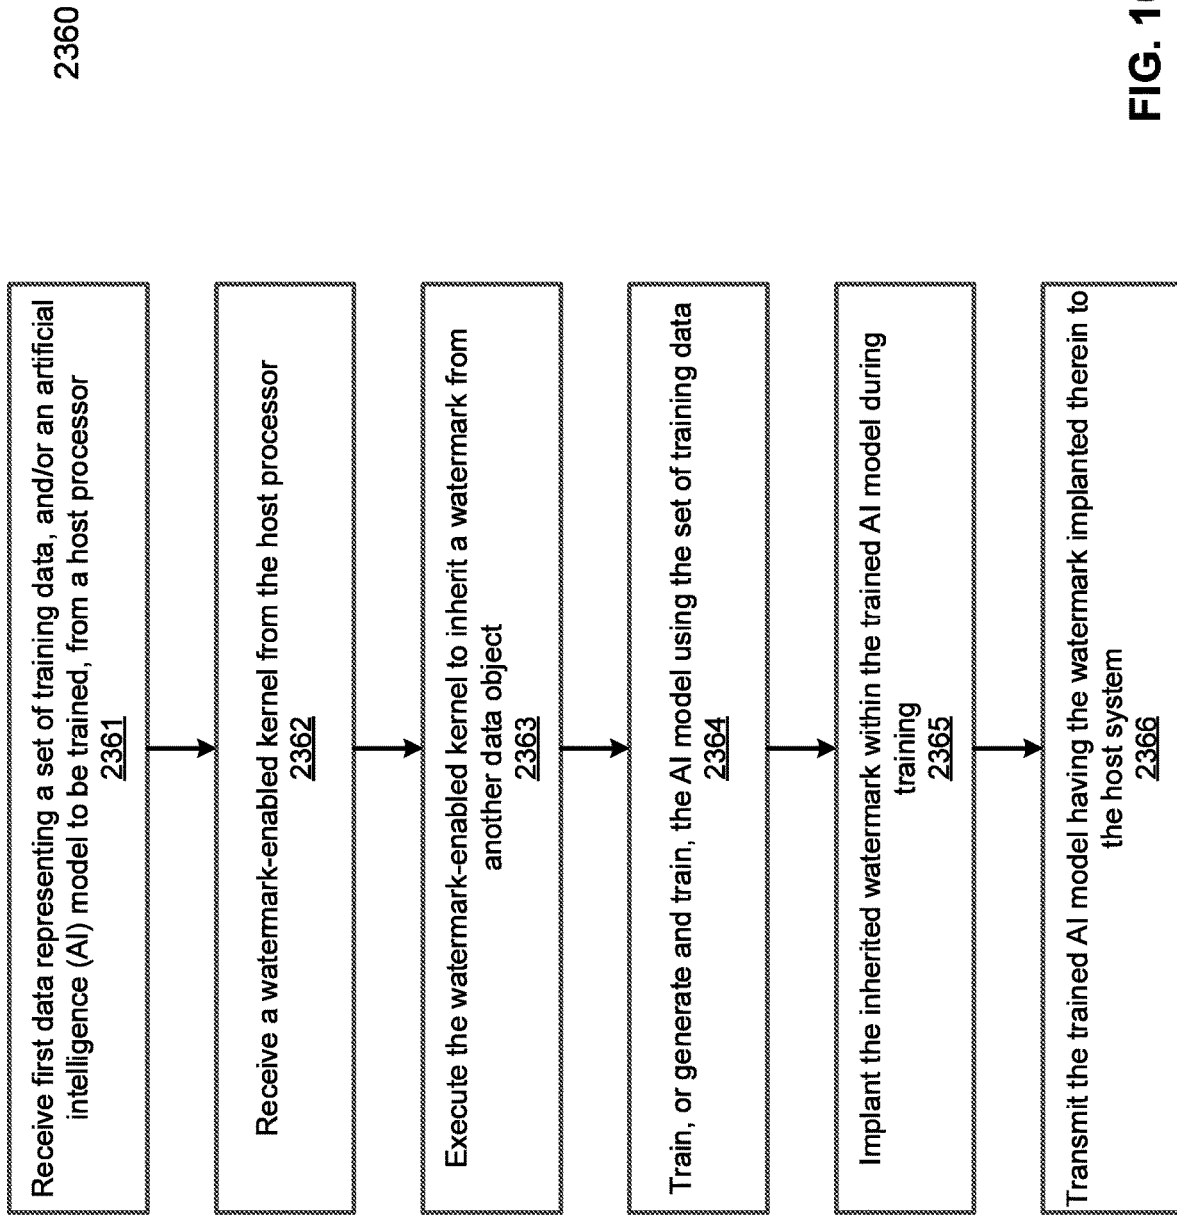 2360
Receive first data representing a set of training data, and/or an artificial
intelligence (AI) model to be trained, from a host processor
2361
Receive a watermark-enabled kernel from the host processor
2362
Execute the watermark-enabled kernel to inherit a watermark from
another data object
2363
Train, or generate and train, the AI model using the set of training data
2364
Implant the inherited watermark within the trained AI model during
training
2365
Transmit the trained AI model having the watermark implanted therein to
the host system
2366
FIG.